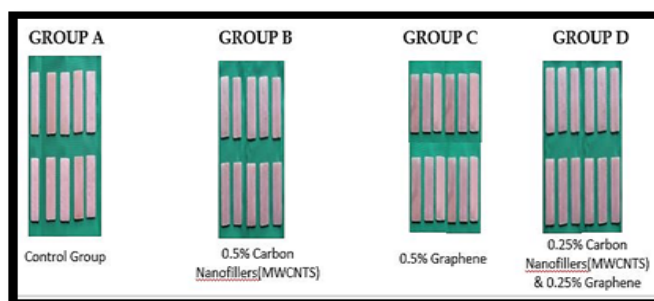 GROUP A
GROUP B
GROUP C
GROUP D
Control Group
0.5% Carbon
Nanofillers(MWCNTS)
0.5% Graphene
0.25% Carbon
Nanofillers(MWCNTS)
& 0.25% Graphene